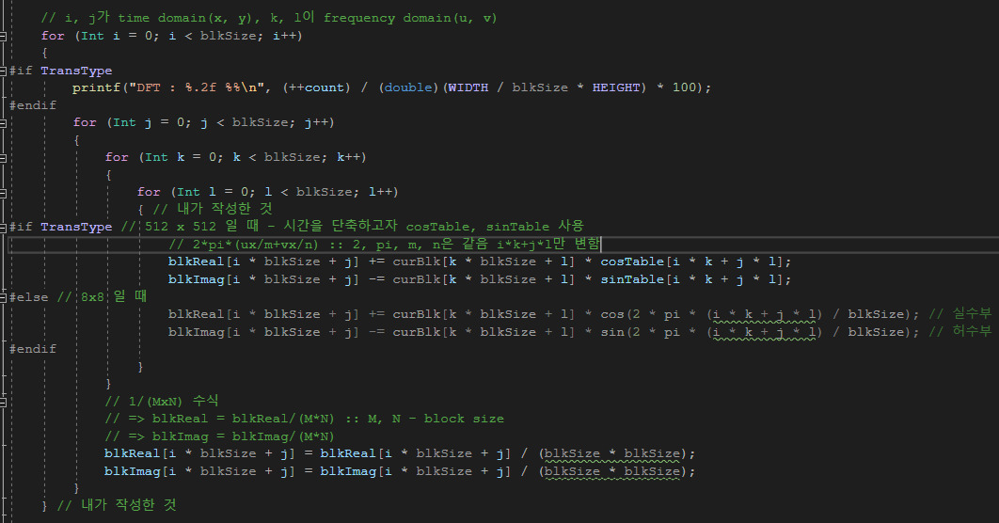 // i, j가 time domain(x, y), k, l이 frequency domain(u, v)
for (Int i = 0; i < blkSize; i++)
{
#if TransType
printf("DFT : %.2f %%\n", (++count) / (double)(WIDTH / blkSize * HEIGHT) * 100);
#endif
for (Int j = 0; j < blkSize; j++)
{
for (Int k = 0; k < blkSize; k++)
{
for (Int l = 0; l < blkSize; l++)
{ // 내가 작성한 것
#if TransType // 512 x 512 일 때 - 시간을 단축하고자 cosTable, sinTable 사용
// 2*pi*(ux/m+vx/n) :: 2, pi, m, n은 같음 i*k+j*l만 변함
blkReal[i * blkSize + j] += curBlk[k * blkSize + l] * cosTable[i * k + j * l];
blkImag[i * blkSize + j] -= curBlk[k * blkSize + l] * sinTable[i * k + j * l];
#else // 8x8 일 때
blkReal[i * blkSize + j] += curBlk[k * blkSize + l] * cos(2 * pi * (i * k + j * l) / blkSize); // 실수부
blkImag[i * blkSize + j] -= curBlk[k * blkSize + l] * sin(2 * pi * (i * k + j * l) / blkSize); // 허수부
#endif
}
}
// 1/(MxN) 수식
// => blkReal = blkReal/(M*N) :: M, N - block size
// => blkImag = blkImag/(M*N)
blkReal[i * blkSize + j] = blkReal[i * blkSize + j] / (blkSize * blkSize);
blkImag[i * blkSize + j] = blkImag[i * blkSize + j] / (blkSize * blkSize);
}
} // 내가 작성한 것